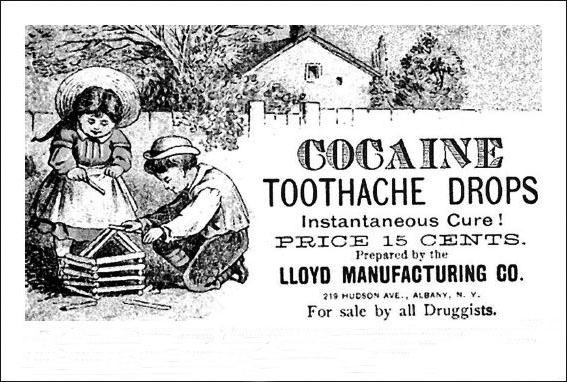 COCAINE
TOOTHACHE DROPS
Instantaneous Cure!
PRICE 15 CENTS.
Prepared by the
LLOYD MANUFACTURING CO.
219 HUDSON AVE., ALBANY, N. Y.
For sale by all Druggists.